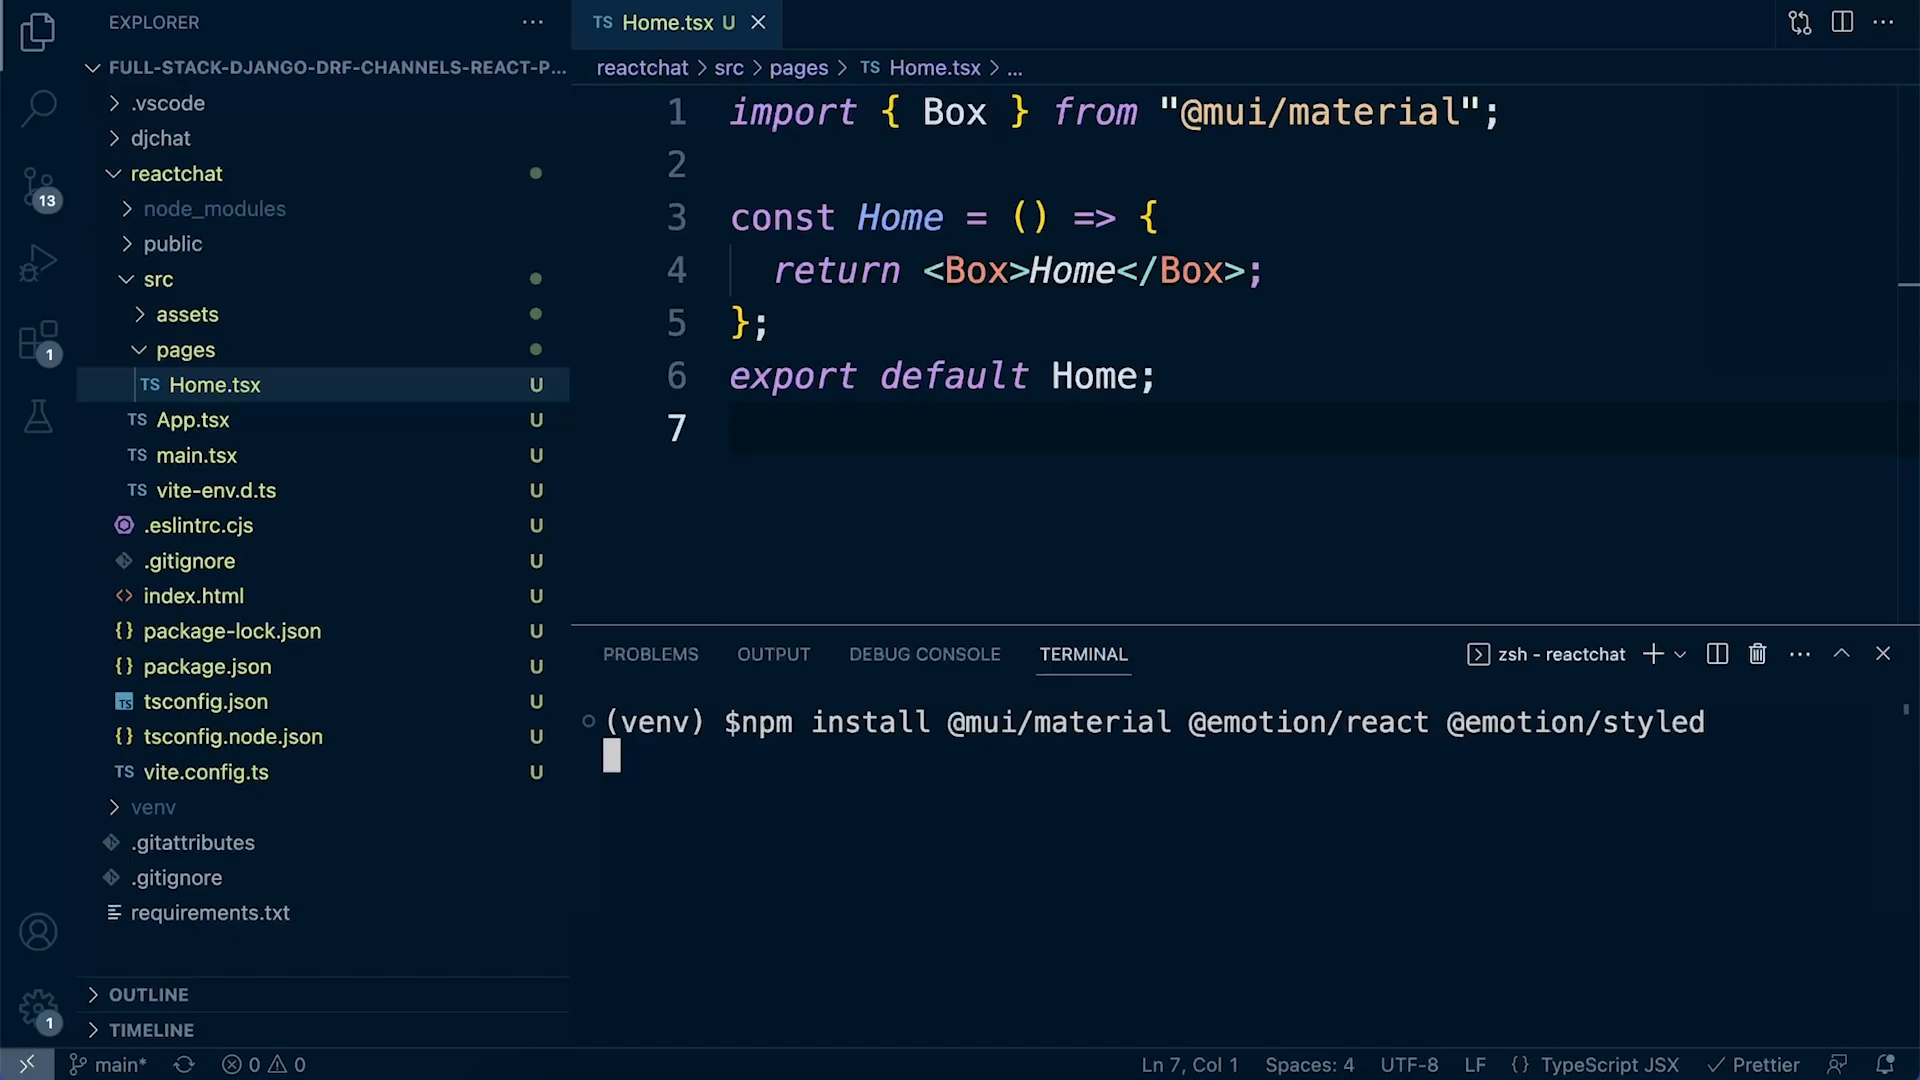 EXPLORER
FULL-STACK-DJANGO-DRF-CHANNELS-REACT-P...
.vscode
djchat
reactchat
node_modules
public
src
assets
pages
TS Home.tsx U
TS App.tsx U
TS main.tsx U
TS vite-env.d.ts U
.eslintrc.cjs U
.gitignore U
<> index.html U
{} package-lock.json U
{} package.json U
TS tsconfig.json U
{} tsconfig.node.json U
TS vite.config.ts U
venv
.gitattributes
.gitignore
requirements.txt
OUTLINE
TIMELINE
13
1
1
TS Home.tsx U
reactchat > src > pages > TS Home.tsx > ...
1 import { Box } from "@mui/material";
2
3 const Home = () => {
4 return <Box>Home</Box>;
5 };
6 export default Home;
7
PROBLEMS OUTPUT DEBUG CONSOLE TERMINAL zsh - reactchat
(venv) $npm install @mui/material @emotion/react @emotion/styled
main* 0 0 Ln 7, Col 1 Spaces: 4 UTF-8 LF {} TypeScript JSX Prettier